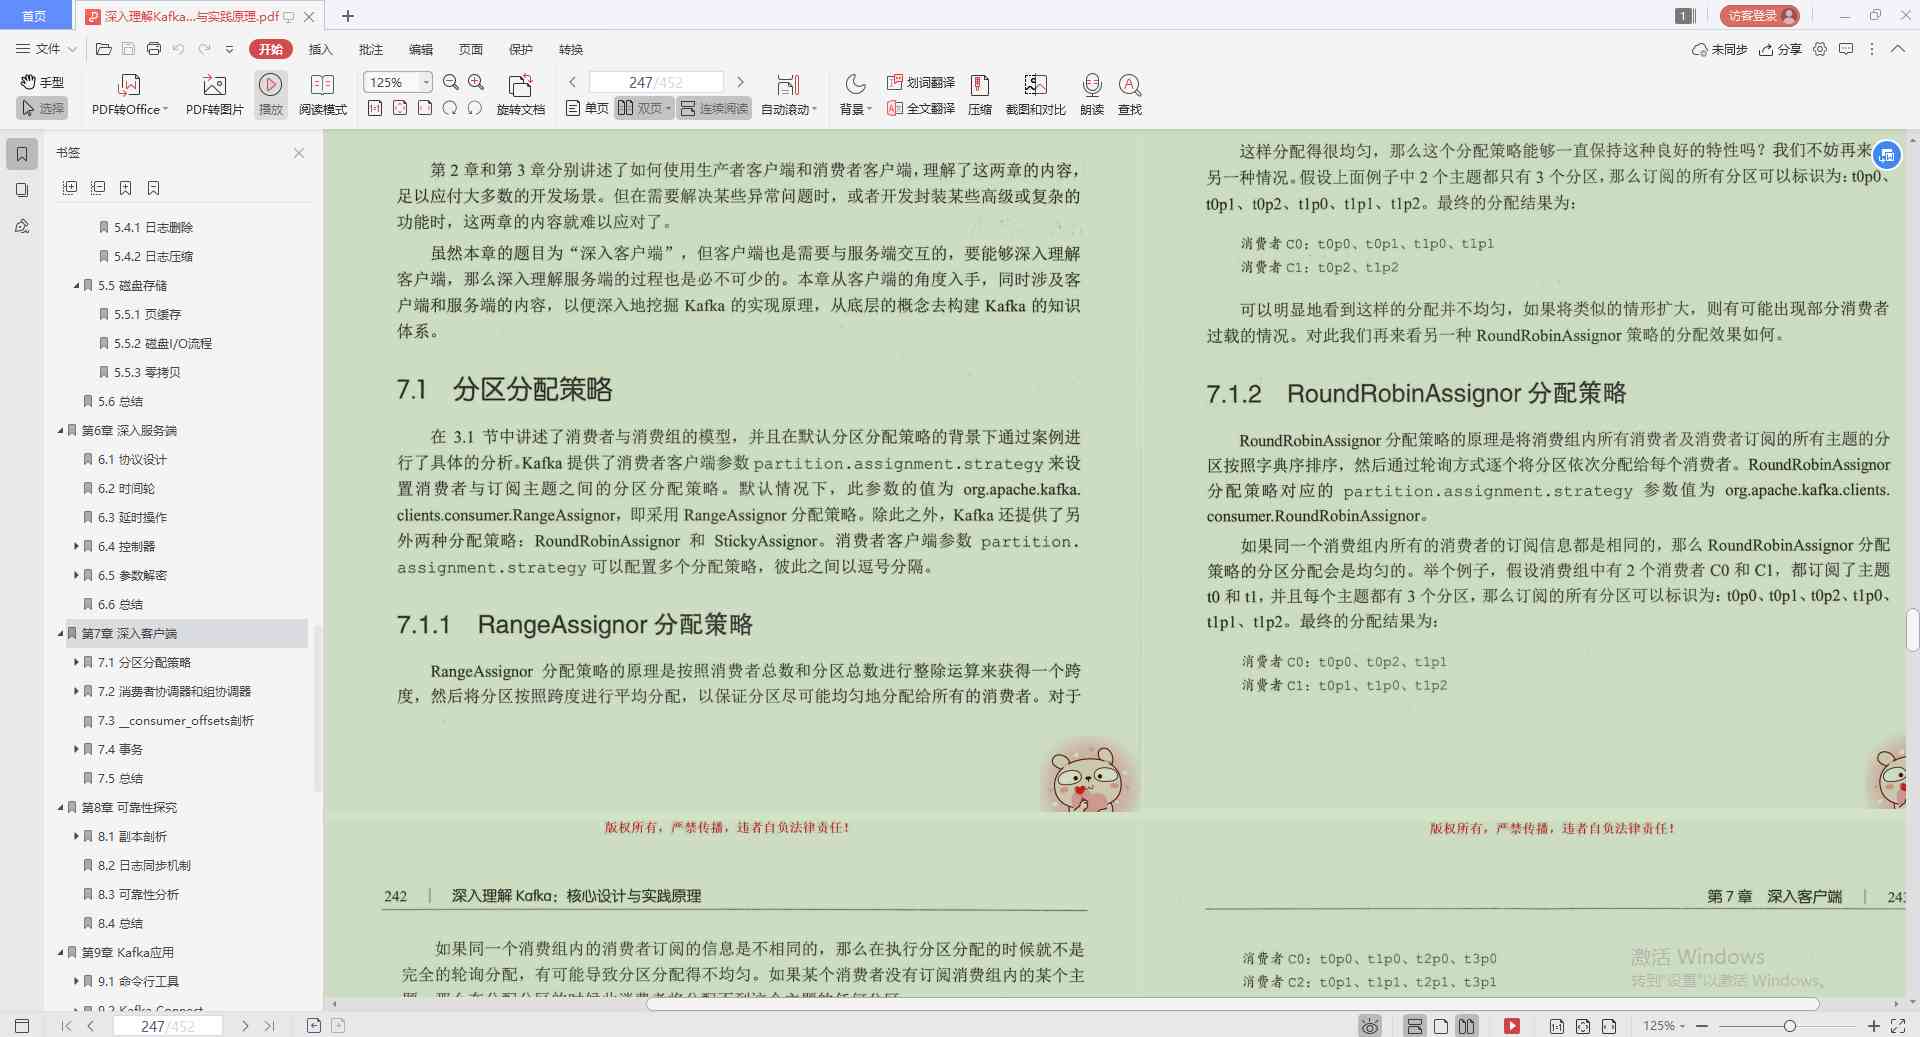 首页
深入理解Kafka...与实践原理.pdf
1
访客登录
文件
开始
插入
批注
编辑
页面
保护
转换
未同步
分享
手型
选择
PDF转Office
PDF转图片
播放
阅读模式
125%
旋转文档
247/452
单页
双页
连续阅读
自动滚动
背景
划词翻译
全文翻译
压缩
截图和对比
朗读
查找
书签
5.4.1 日志删除
5.4.2 日志压缩
5.5 磁盘存储
5.5.1 页缓存
5.5.2 磁盘I/O流程
5.5.3 零拷贝
5.6 总结
第6章 深入服务端
6.1 协议设计
6.2 时间轮
6.3 延时操作
6.4 控制器
6.5 参数解密
6.6 总结
第7章 深入客户端
7.1 分区分配策略
7.2 消费者协调器和组协调器
7.3 __consumer_offsets剖析
7.4 事务
7.5 总结
第8章 可靠性探究
8.1 副本剖析
8.2 日志同步机制
8.3 可靠性分析
8.4 总结
第9章 Kafka应用
9.1 命令行工具
9.2 Kafka Connect
第 2 章和第 3 章分别讲述了如何使用生产者客户端和消费者客户端，理解了这两章的内容，
足以应付大多数的开发场景。但在需要解决某些异常问题时，或者开发封装某些高级或复杂的
功能时，这两章的内容就难以应对了。
虽然本章的题目为“深入客户端”，但客户端也是需要与服务端交互的，要能够深入理解
客户端，那么深入理解服务端的过程也是必不可少的。本章从客户端的角度入手，同时涉及客
户端和服务端的内容，以便深入地挖掘 Kafka 的实现原理，从底层的概念去构建 Kafka 的知识
体系。
7.1 分区分配策略
在 3.1 节中讲述了消费者与消费组的模型，并且在默认分区分配策略的背景下通过案例进
行了具体的分析。Kafka 提供了消费者客户端参数 partition.assignment.strategy 来设
置消费者与订阅主题之间的分区分配策略。默认情况下，此参数的值为 org.apache.kafka.
clients.consumer.RangeAssignor，即采用 RangeAssignor 分配策略。除此之外，Kafka 还提供了另
外两种分配策略：RoundRobinAssignor 和 StickyAssignor。消费者客户端参数 partition.
assignment.strategy 可以配置多个分配策略，彼此之间以逗号分隔。
7.1.1 RangeAssignor 分配策略
RangeAssignor 分配策略的原理是按照消费者总数和分区总数进行整除运算来获得一个跨
度，然后将分区按照跨度进行平均分配，以保证分区尽可能均匀地分配给所有的消费者。对于
版权所有，严禁传播，违者自负法律责任！
242 | 深入理解 Kafka：核心设计与实践原理
如果同一个消费组内的消费者订阅的信息是不相同的，那么在执行分区分配的时候就不是
完全的轮询分配，有可能导致分区分配得不均匀。如果某个消费者没有订阅消费组内的某个主
这样分配得很均匀，那么这个分配策略能够一直保持这种良好的特性吗？我们不妨再来
另一种情况。假设上面例子中 2 个主题都只有 3 个分区，那么订阅的所有分区可以标识为：t0p0、
t0p1、t0p2、t1p0、t1p1、t1p2。最终的分配结果为：
消费者 C0：t0p0、t0p1、t1p0、t1p1
消费者 C1：t0p2、t1p2
可以明显地看到这样的分配并不均匀，如果将类似的情形扩大，则有可能出现部分消费者
过载的情况。对此我们再来看另一种 RoundRobinAssignor 策略的分配效果如何。
7.1.2 RoundRobinAssignor 分配策略
RoundRobinAssignor 分配策略的原理是将消费组内所有消费者及消费者订阅的所有主题的分
区按照字典序排序，然后通过轮询方式逐个将分区依次分配给每个消费者。RoundRobinAssignor
分配策略对应的 partition.assignment.strategy 参数值为 org.apache.kafka.clients.
consumer.RoundRobinAssignor。
如果同一个消费组内所有的消费者的订阅信息都是相同的，那么 RoundRobinAssignor 分配
策略的分区分配会是均匀的。举个例子，假设消费组中有 2 个消费者 C0 和 C1，都订阅了主题
t0 和 t1，并且每个主题都有 3 个分区，那么订阅的所有分区可以标识为：t0p0、t0p1、t0p2、t1p0、
t1p1、t1p2。最终的分配结果为：
消费者 C0：t0p0、t0p2、t1p1
消费者 C1：t0p1、t1p0、t1p2
版权所有，严禁传播，违者自负法律责任！
第 7 章 深入客户端 | 24
消费者 C0：t0p0、t1p0、t2p0、t3p0
消费者 C2：t0p1、t1p1、t2p1、t3p1
激活 Windows
转到“设置”以激活 Windows。
247/452
125%